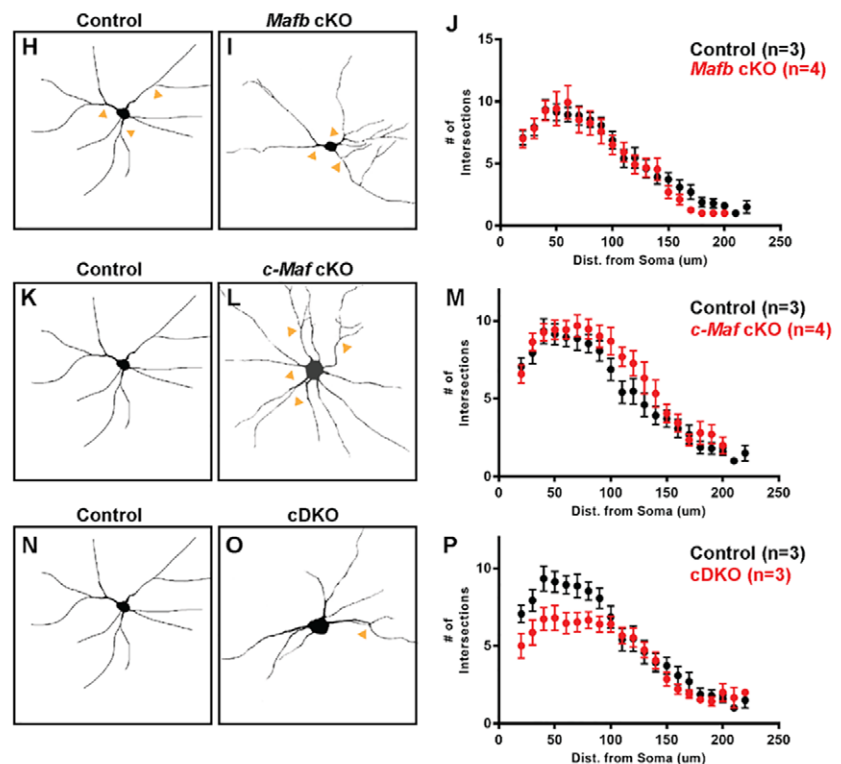 Control
Mafb cKO
H
I
J
15
10
5
0
# of
Intersections
Control (n=3)
Mafb cKO (n=4)
0
50
100
150
200
250
Dist. from Soma (um)
Control
c-Maf cKO
K
L
M
10
5
0
# of
Intersections
Control (n=3)
c-Maf cKO (n=4)
0
50
100
150
200
250
Dist. from Soma (um)
Control
cDKO
N
O
P
10
5
0
# of
Intersections
Control (n=3)
cDKO (n=3)
0
50
100
150
200
250
Dist. from Soma (um)